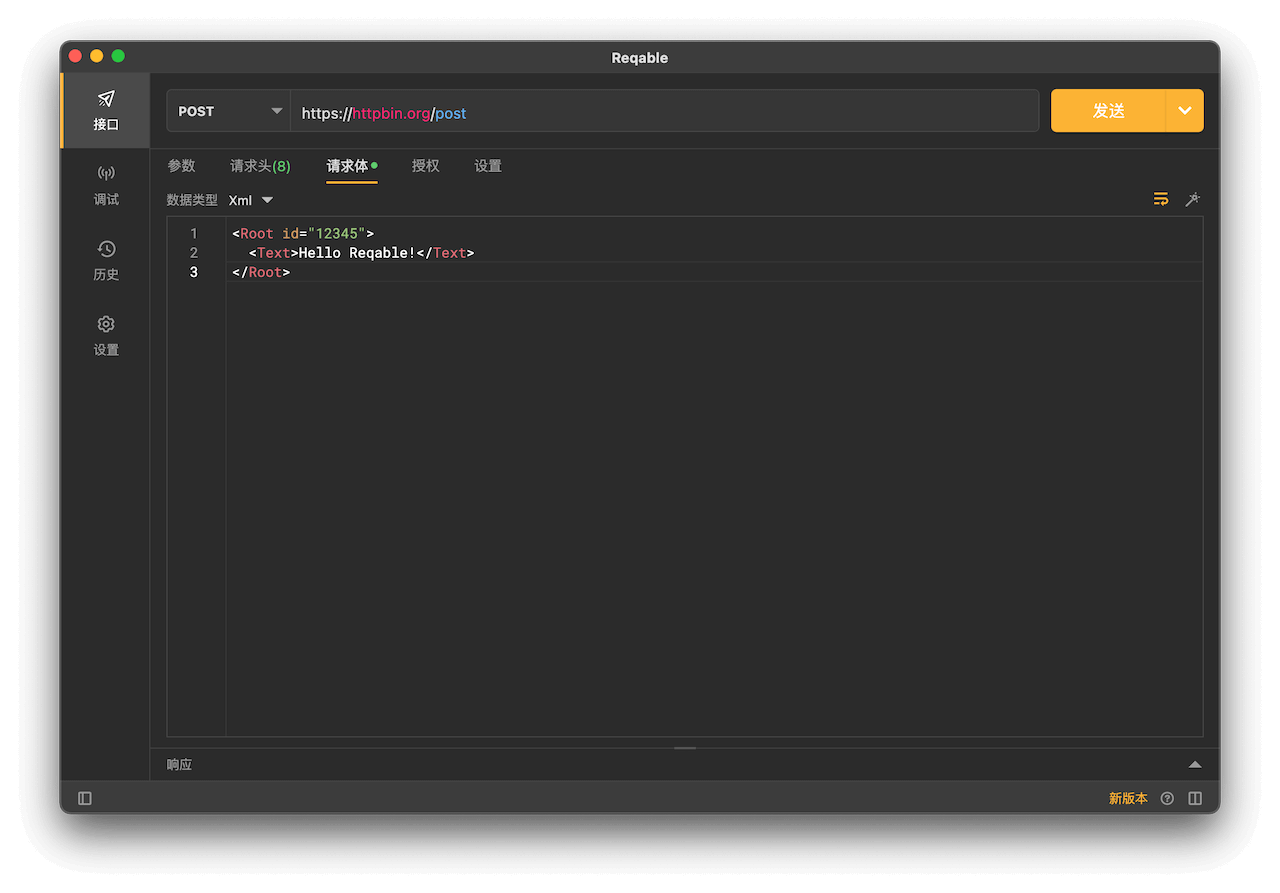 Reqable
接口
调试
历史
设置
POST
https://httpbin.org/post
发送
参数 请求头(8) 请求体 授权 设置
数据类型 Xml
1 <Root id="12345">
2   <Text>Hello Reqable!</Text>
3 </Root>
响应
新版本